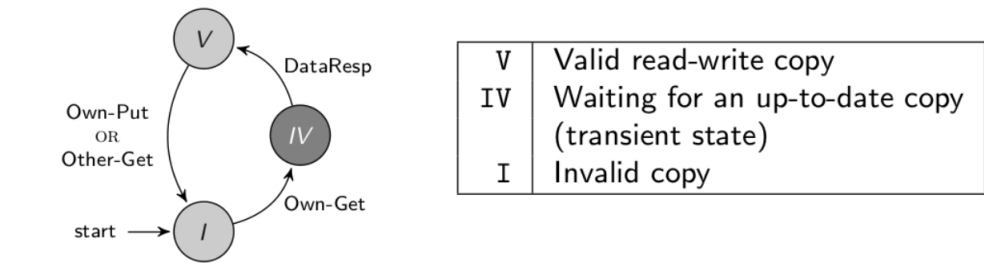 V
DataResp
Own-Put
OR
Other-Get
IV
Own-Get
start
I
V Valid read-write copy
IV Waiting for an up-to-date copy
(transient state)
I Invalid copy